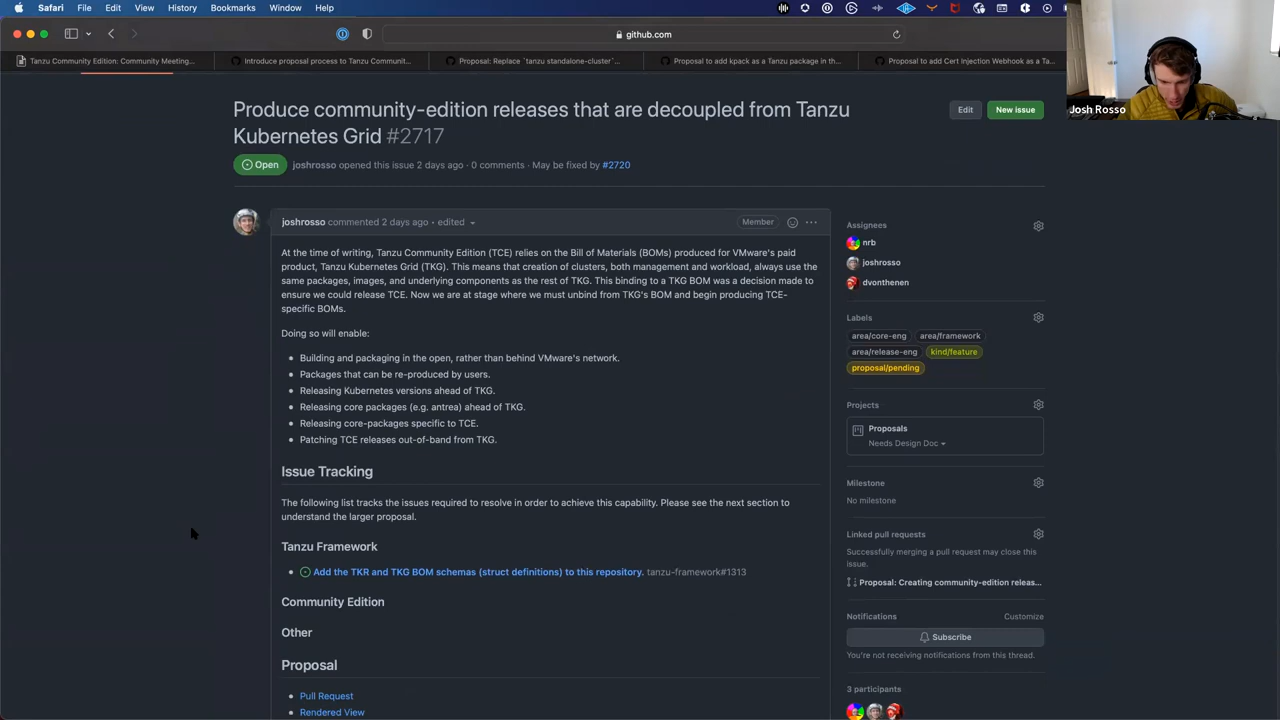 Safari File Edit View History Bookmarks Window Help
github.com
Tanzu Community Edition: Community Meeting...
Introduce proposal process to Tanzu Communit...
Proposal: Replace `tanzu standalone-cluster`...
Proposal to add kpack as a Tanzu package in th...
Proposal to add Cert injection Webhook as a Ta...
Josh Rosso
Produce community-edition releases that are decoupled from Tanzu
Kubernetes Grid #2717
Edit
New issue
Open
joshrosso opened this issue 2 days ago · 0 comments · May be fixed by #2720
joshrosso commented 2 days ago • edited
Member
At the time of writing, Tanzu Community Edition (TCE) relies on the Bill of Materials (BOMs) produced for VMware's paid
product, Tanzu Kubernetes Grid (TKG). This means that creation of clusters, both management and workload, always use the
same packages, images, and underlying components as the rest of TKG. This binding to a TKG BOM was a decision made to
ensure we could release TCE. Now we are at stage where we must unbind from TKG's BOM and begin producing TCE-
specific BOMs.
Doing so will enable:
• Building and packaging in the open, rather than behind VMware's network.
• Packages that can be re-produced by users.
• Releasing Kubernetes versions ahead of TKG.
• Releasing core packages (e.g. antrea) ahead of TKG.
• Releasing core-packages specific to TCE.
• Patching TCE releases out-of-band from TKG.
Issue Tracking
The following list tracks the issues required to resolve in order to achieve this capability. Please see the next section to
understand the larger proposal.
Tanzu Framework
• Add the TKR and TKG BOM schemas (struct definitions) to this repository. tanzu-framework#1313
Community Edition
Other
Proposal
• Pull Request
• Rendered View
Assignees
nrb
joshrosso
dvonthenen
Labels
area/core-eng area/framework
area/release-eng kind/feature
proposal/pending
Projects
Proposals
Needs Design Doc
Milestone
No milestone
Linked pull requests
Successfully merging a pull request may close this
issue.
Proposal: Creating community-edition releas...
Notifications
Customize
Subscribe
You're not receiving notifications from this thread.
3 participants